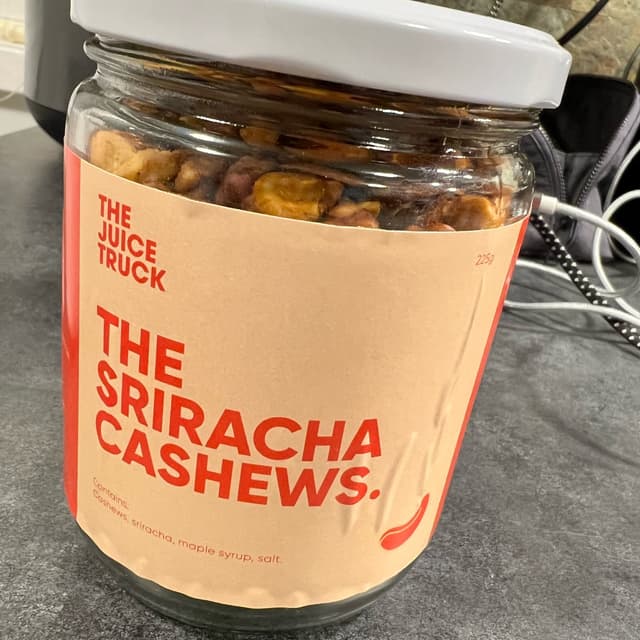 THE
JUICE
TRUCK
225g
THE
SRIRACHA
CASHEWS.
Contains:
Cashews, sriracha, maple syrup, salt.